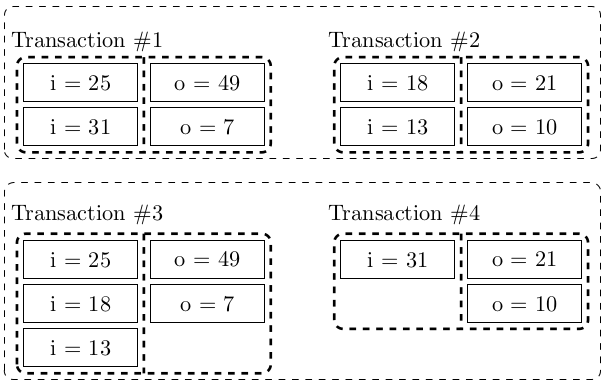 Transaction #1
i = 25 o = 49
i = 31 o = 7
Transaction #2
i = 18 o = 21
i = 13 o = 10
Transaction #3
i = 25 o = 49
i = 18 o = 7
i = 13
Transaction #4
i = 31 o = 21
o = 10